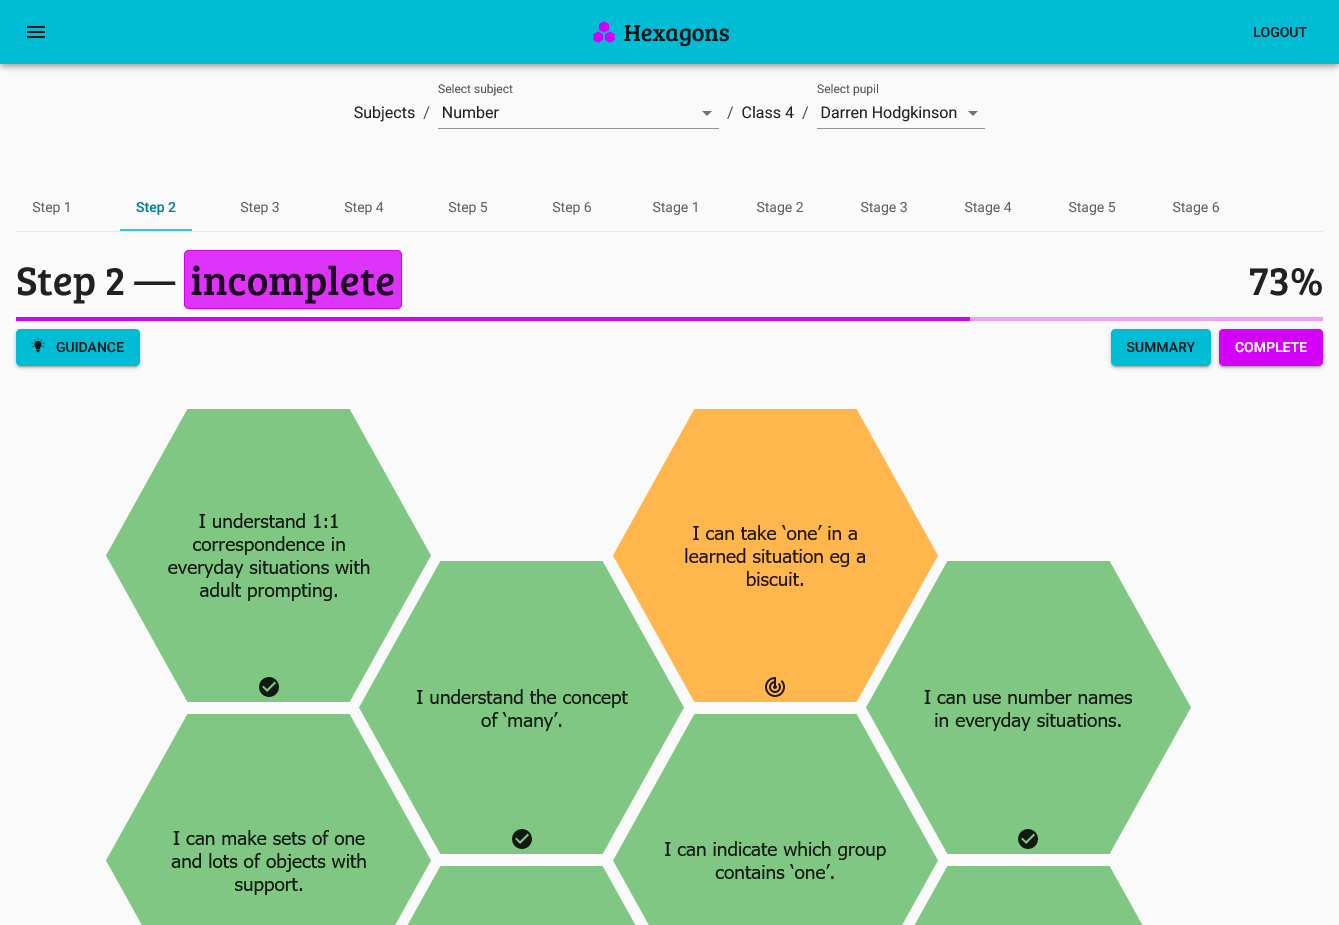 Hexagons
LOGOUT
Select subject
Select pupil
Subjects / Number / Class 4 / Darren Hodgkinson
Step 1 Step 2 Step 3 Step 4 Step 5 Step 6 Stage 1 Stage 2 Stage 3 Stage 4 Stage 5 Stage 6
Step 2 — incomplete
73%
GUIDANCE
SUMMARY
COMPLETE
I understand 1:1
correspondence in
everyday situations with
adult prompting.
I can take ‘one’ in a
learned situation eg a
biscuit.
I understand the concept
of ‘many’.
I can use number names
in everyday situations.
I can make sets of one
and lots of objects with
support.
I can indicate which group
contains ‘one’.